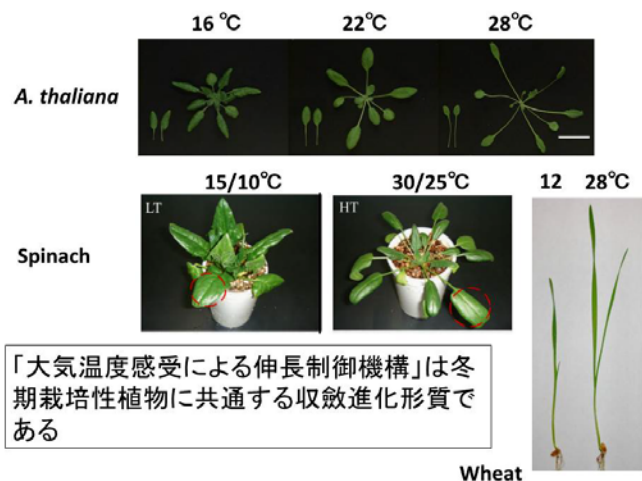 16 ℃ 22℃ 28℃
A. thaliana
15/10℃ 30/25℃ 12 28℃
LT HT
Spinach
「大気温度感受による伸長制御機構」は冬
期栽培性植物に共通する収斂進化形質で
ある
Wheat